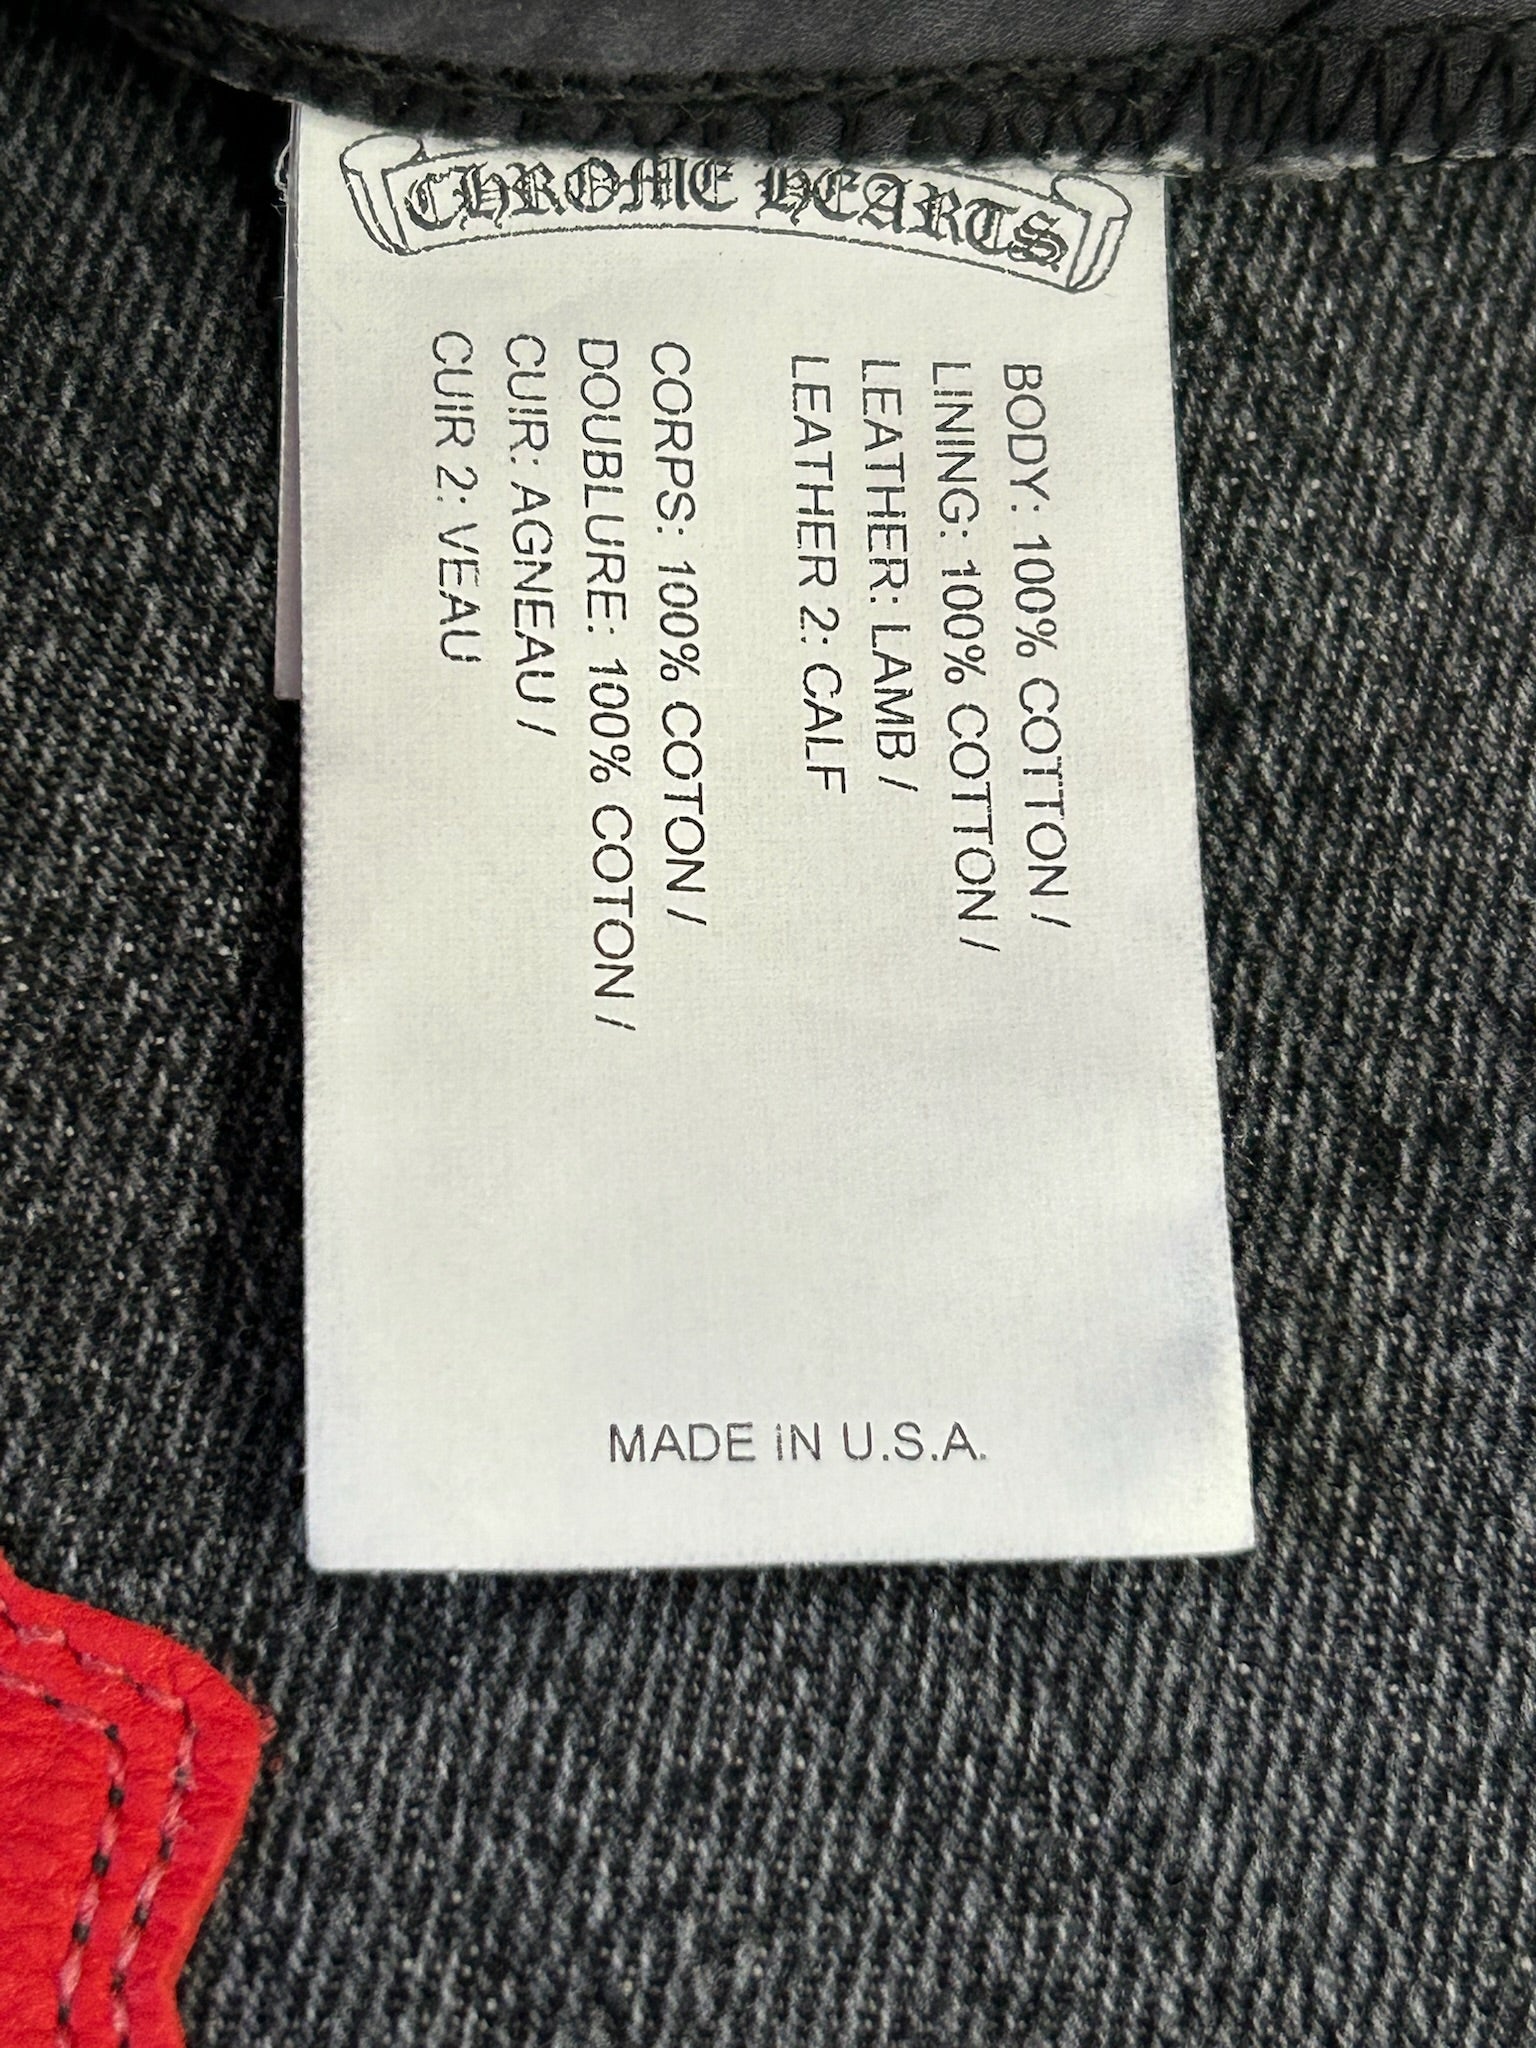 CHROME HEARTS
BODY: 100% COTTON /
LINING: 100% COTTON /
LEATHER: LAMB /
LEATHER 2: CALF
CORPS: 100% COTON /
DOUBLURE: 100% COTON /
CUIR: AGNEAU /
CUIR 2: VEAU
MADE IN U.S.A.